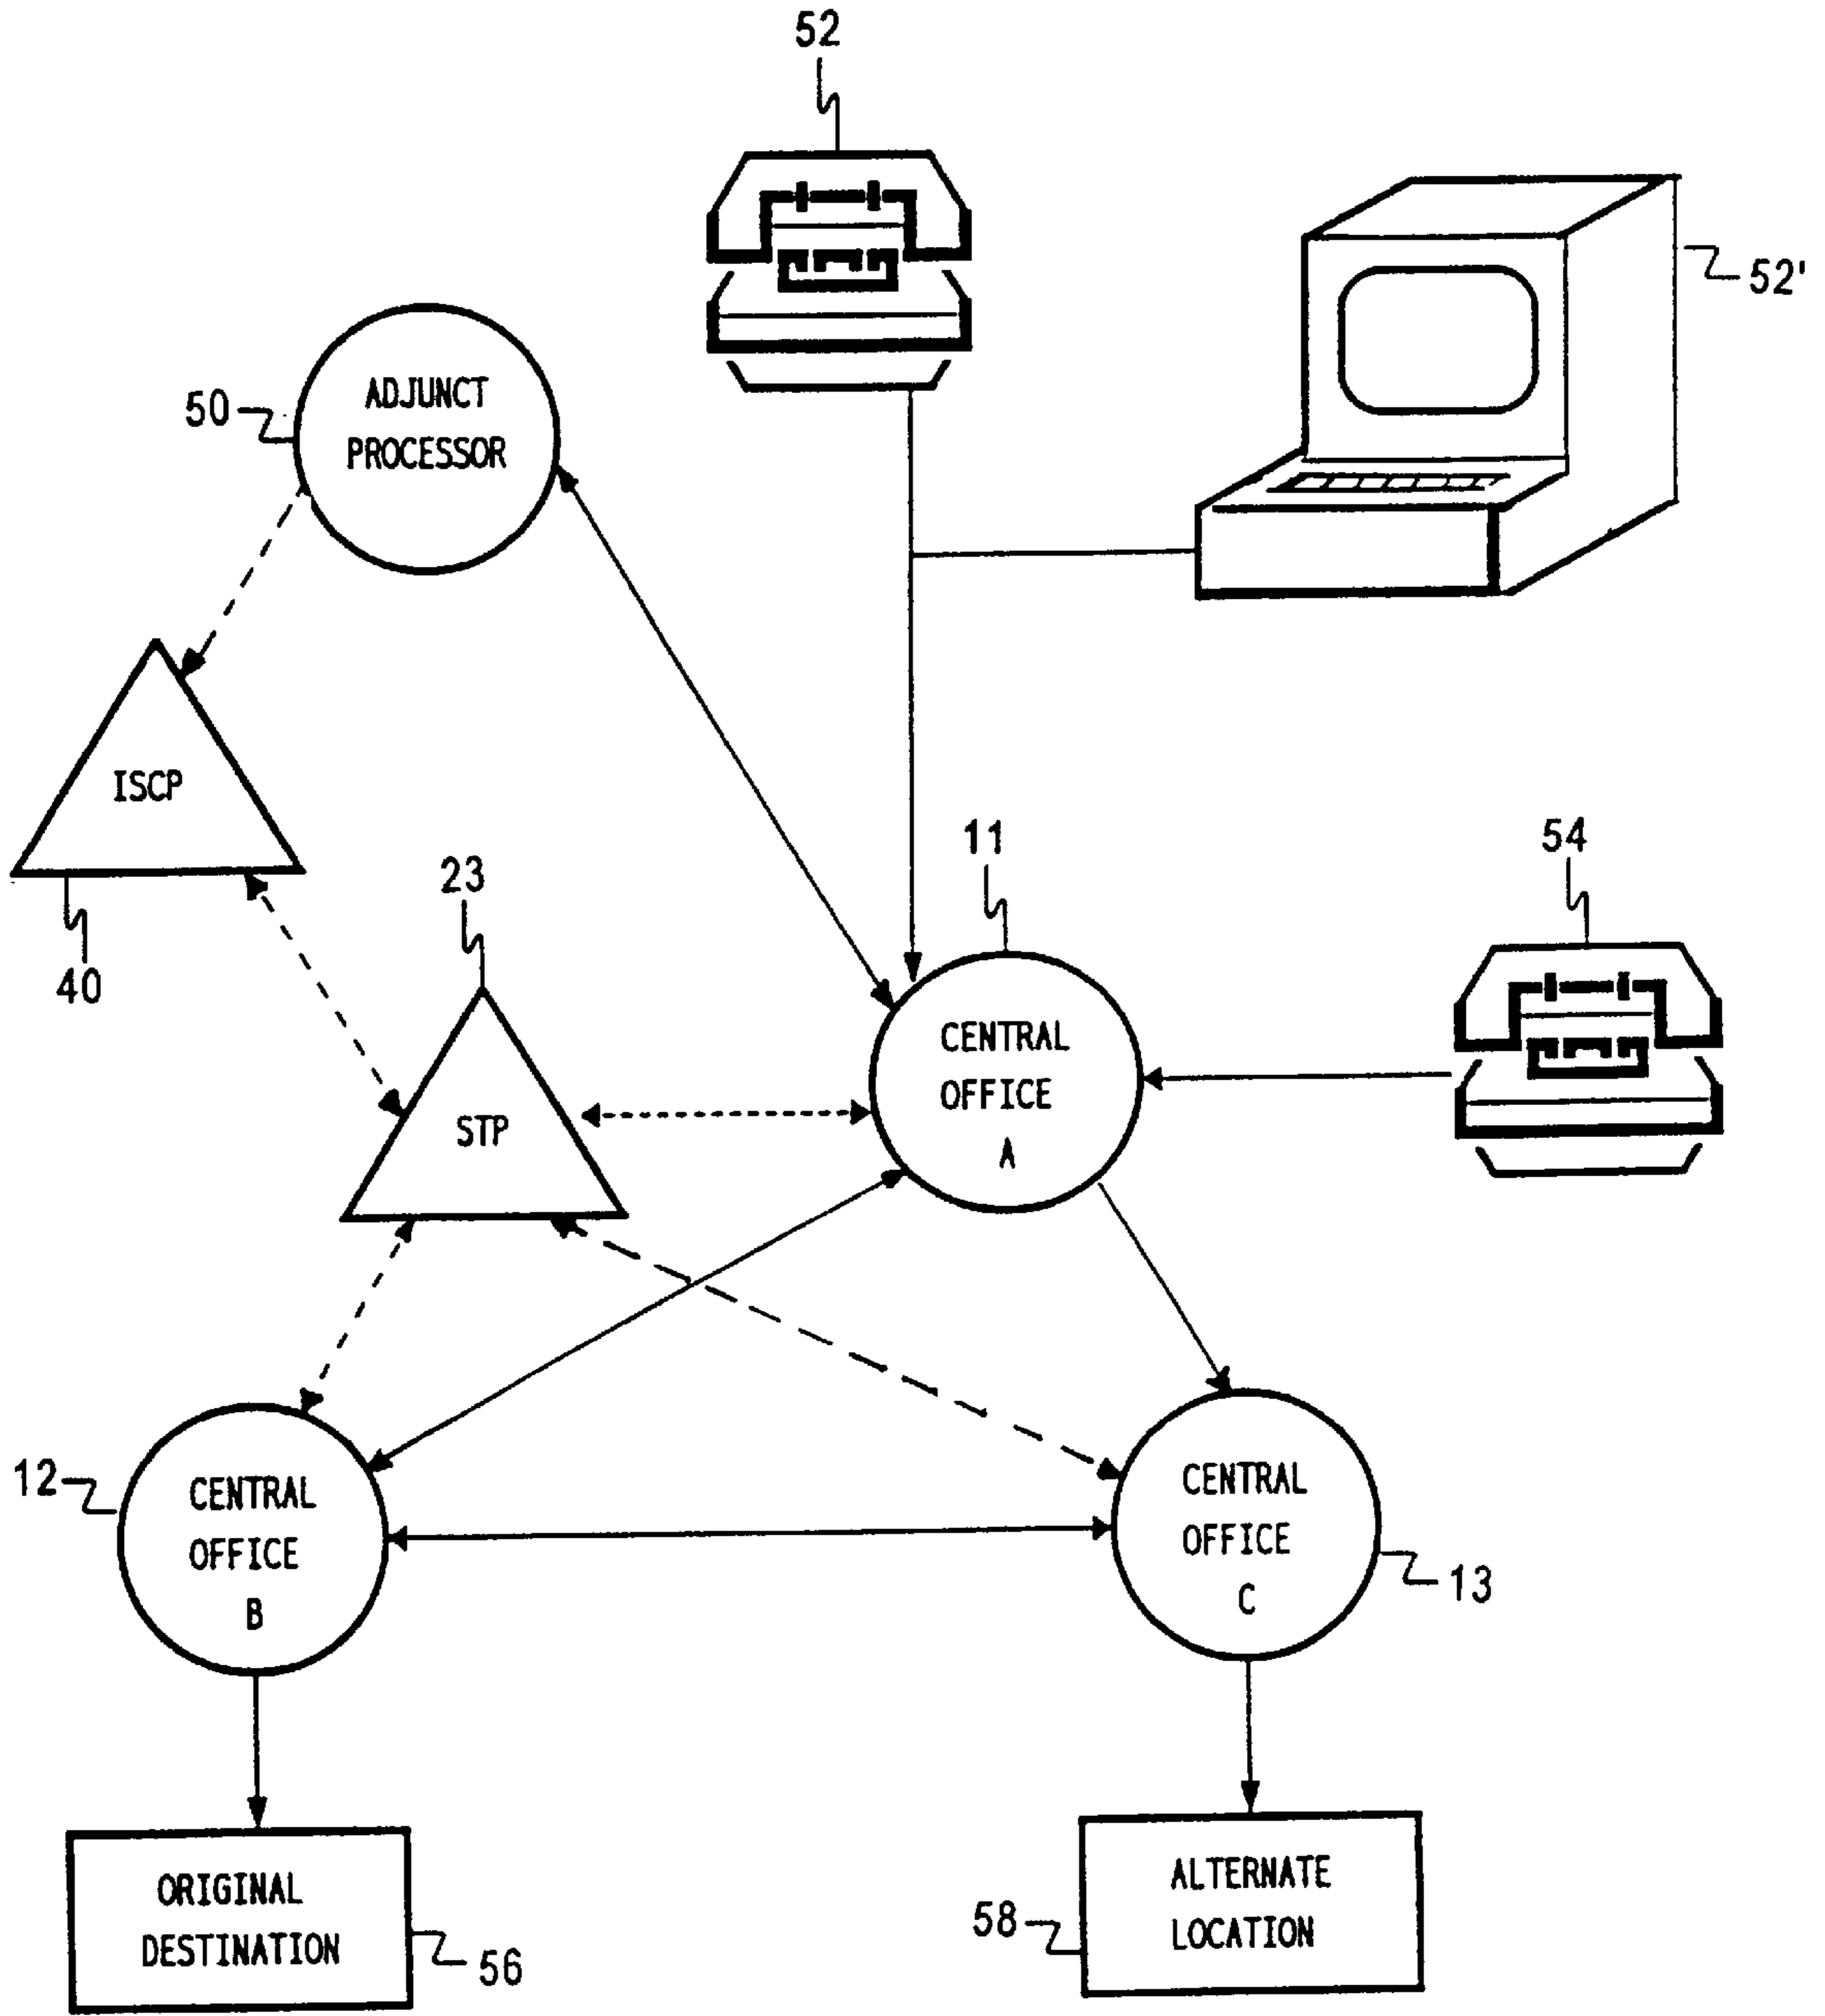 52
52'
50
ADJUNCT
PROCESSOR
ISCP
40
23
11
54
STP
CENTRAL
OFFICE
A
12
CENTRAL
OFFICE
B
CENTRAL
OFFICE
C
13
ORIGINAL
DESTINATION
56
58
ALTERNATE
LOCATION